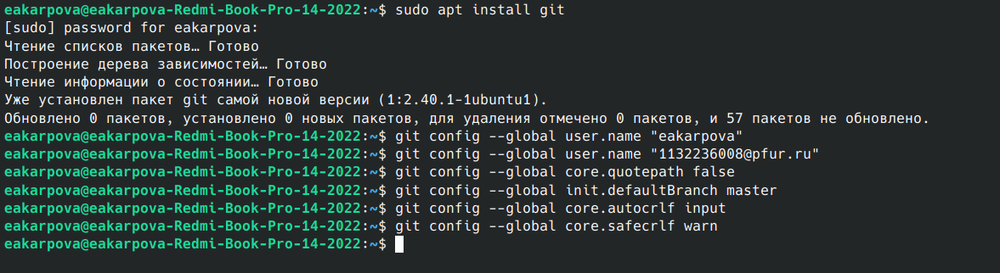 eakarpova@eakarpova-Redmi-Book-Pro-14-2022:~$ sudo apt install git
[sudo] password for eakarpova:
Чтение списков пакетов… Готово
Построение дерева зависимостей… Готово
Чтение информации о состоянии… Готово
Уже установлен пакет git самой новой версии (1:2.40.1-1ubuntu1).
Обновлено 0 пакетов, установлено 0 новых пакетов, для удаления отмечено 0 пакетов, и 57 пакетов не обновлено.
eakarpova@eakarpova-Redmi-Book-Pro-14-2022:~$ git config --global user.name "eakarpova"
eakarpova@eakarpova-Redmi-Book-Pro-14-2022:~$ git config --global user.name "1132236008@pfur.ru"
eakarpova@eakarpova-Redmi-Book-Pro-14-2022:~$ git config --global core.quotepath false
eakarpova@eakarpova-Redmi-Book-Pro-14-2022:~$ git config --global init.defaultBranch master
eakarpova@eakarpova-Redmi-Book-Pro-14-2022:~$ git config --global core.autocrlf input
eakarpova@eakarpova-Redmi-Book-Pro-14-2022:~$ git config --global core.safecrlf warn
eakarpova@eakarpova-Redmi-Book-Pro-14-2022:~$